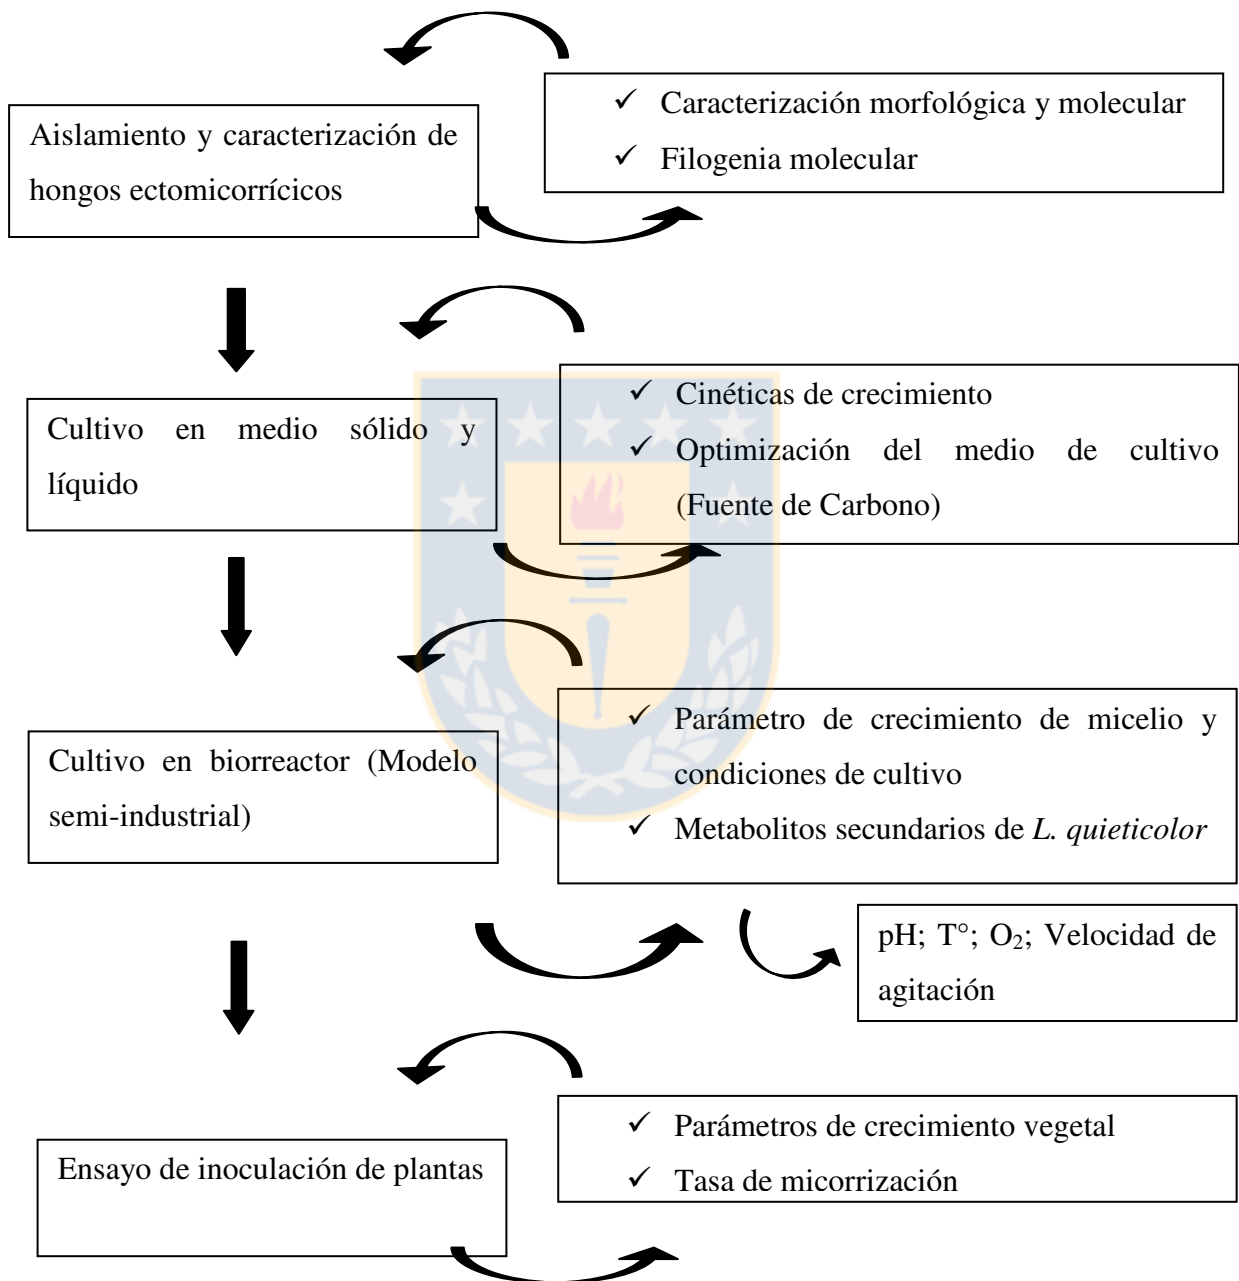 Aislamiento y caracterización de
hongos ectomicorrícicos
✓ Caracterización morfológica y molecular
✓ Filogenia molecular
Cultivo en medio sólido y
líquido
✓ Cinéticas de crecimiento
✓ Optimización del medio de cultivo
(Fuente de Carbono)
Cultivo en biorreactor (Modelo
semi-industrial)
✓ Parámetro de crecimiento de micelio y
condiciones de cultivo
✓ Metabolitos secundarios de L. quieticolor
pH; T°; O₂; Velocidad de
agitación
Ensayo de inoculación de plantas
✓ Parámetros de crecimiento vegetal
✓ Tasa de micorrización